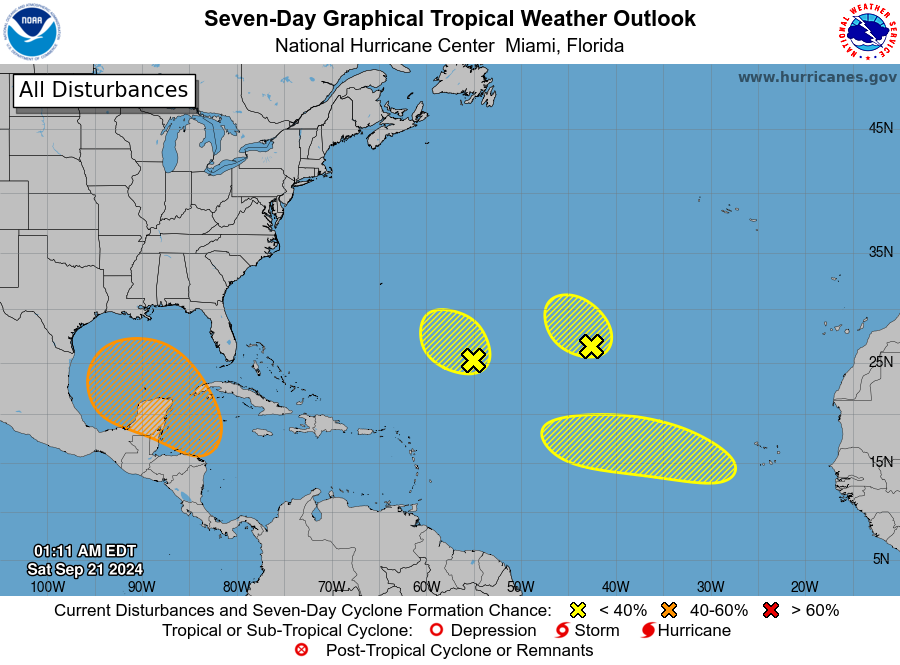 Seven-Day Graphical Tropical Weather Outlook
National Hurricane Center Miami, Florida
NOAA
NATIONAL WEATHER SERVICE
www.hurricanes.gov
All Disturbances
45N
35N
25N
15N
5N
01:11 AM EDT
Sat Sep 21 2024
100W 90W 80W 70W 60W 50W 40W 30W 20W
Current Disturbances and Seven-Day Cyclone Formation Chance: < 40% 40-60% > 60%
Tropical or Sub-Tropical Cyclone: Depression Storm Hurricane
Post-Tropical Cyclone or Remnants